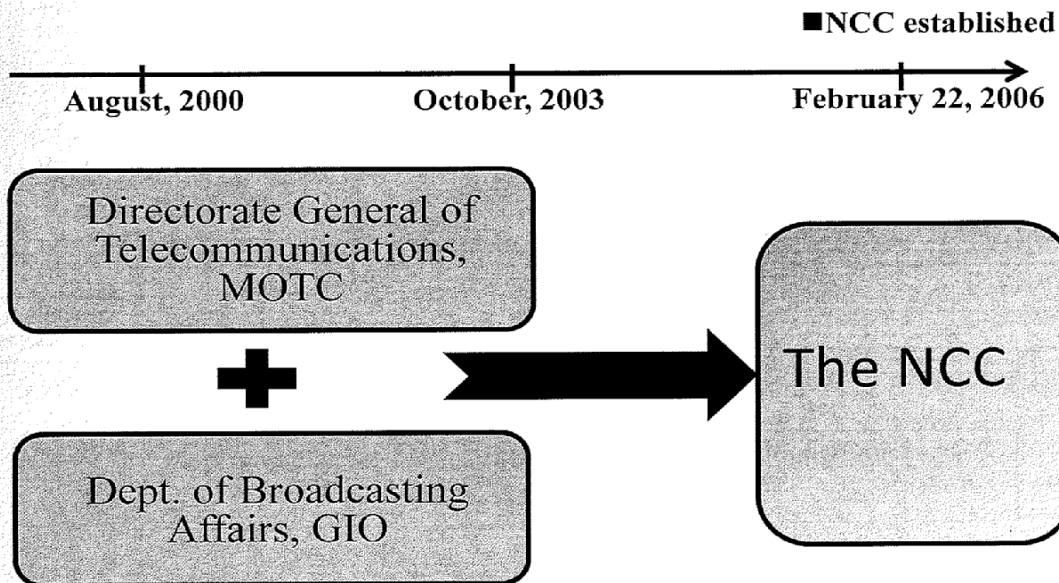 ■NCC established
August, 2000
October, 2003
February 22, 2006
Directorate General of
Telecommunications,
MOTC
Dept. of Broadcasting
Affairs, GIO
The NCC